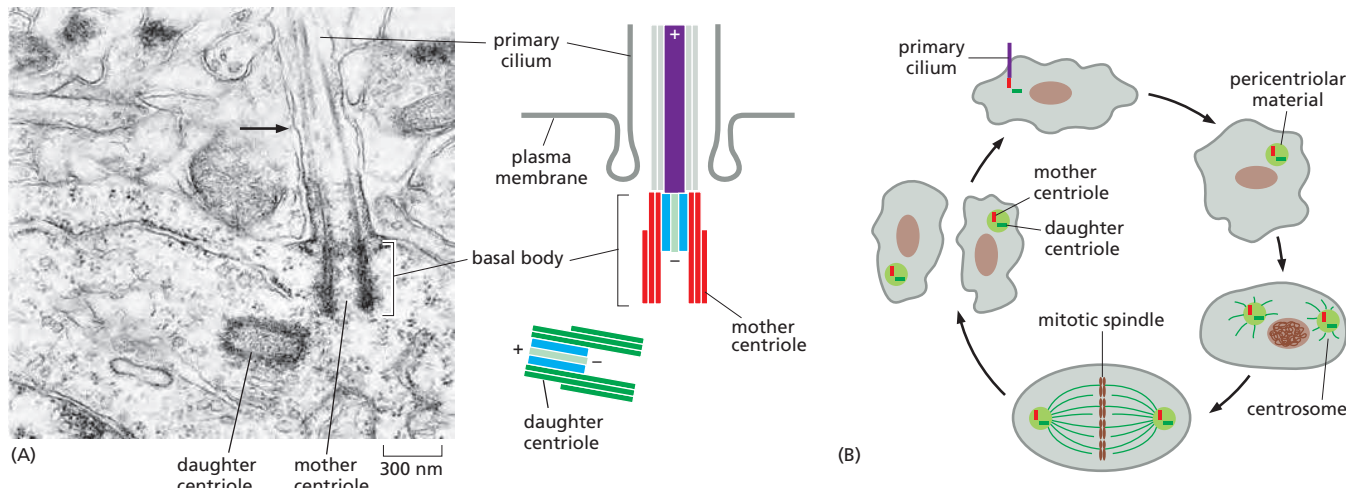 primary
cilium
plasma
membrane
basal body
mother
centriole
daughter
centriole
+
−
+
−
(A)
daughter
centriole
mother
centriole
300 nm
primary
cilium
pericentriolar
material
mother
centriole
daughter
centriole
mitotic spindle
centrosome
(B)